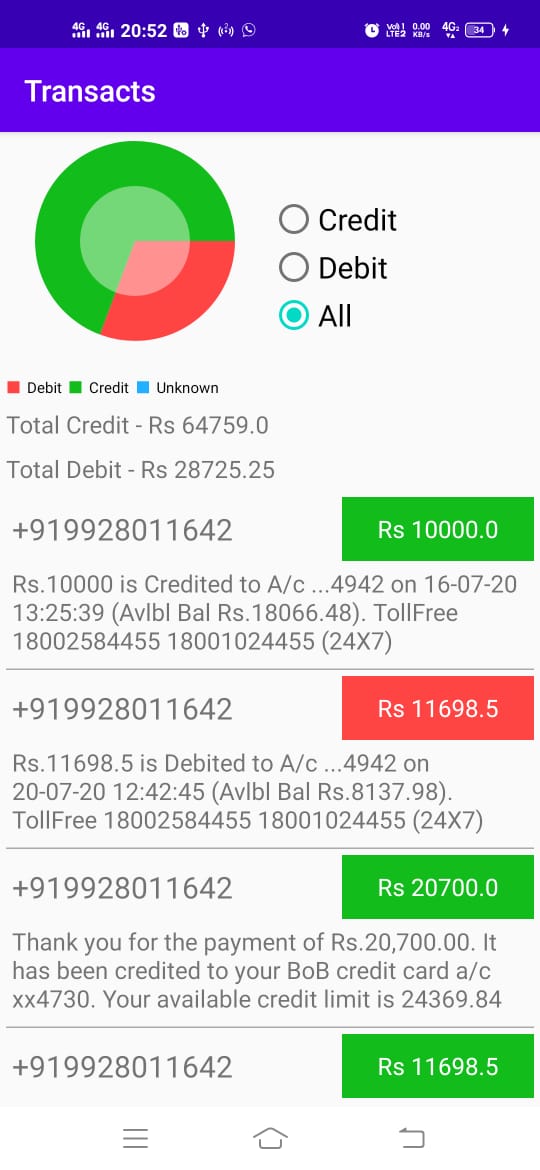 4G 4G 20:52 Vo)) 1 LTE2 0.00 KB/s 4G 34
Transacts
Credit
Debit
All
Debit Credit Unknown
Total Credit - Rs 64759.0
Total Debit - Rs 28725.25
+919928011642 Rs 10000.0
Rs.10000 is Credited to A/c ...4942 on 16-07-20
13:25:39 (Avlbl Bal Rs.18066.48). TollFree
18002584455 18001024455 (24X7)
+919928011642 Rs 11698.5
Rs.11698.5 is Debited to A/c ...4942 on
20-07-20 12:42:45 (Avlbl Bal Rs.8137.98).
TollFree 18002584455 18001024455 (24X7)
+919928011642 Rs 20700.0
Thank you for the payment of Rs.20,700.00. It
has been credited to your BoB credit card a/c
xx4730. Your available credit limit is 24369.84
+919928011642 Rs 11698.5